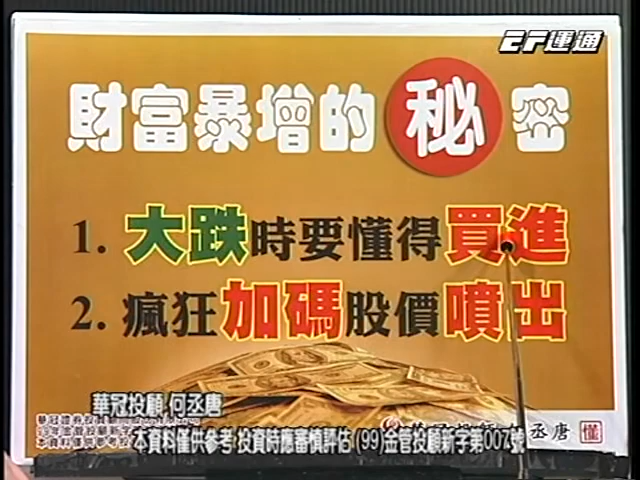 EF運通
財富暴增的秘密
1. 大跌時要懂得買進
2. 瘋狂加碼股價噴出
華冠投顧 何丞唐
本資料僅供參考 投資時應審慎評估 (99)金管投顧新字第007號
丞唐 懂